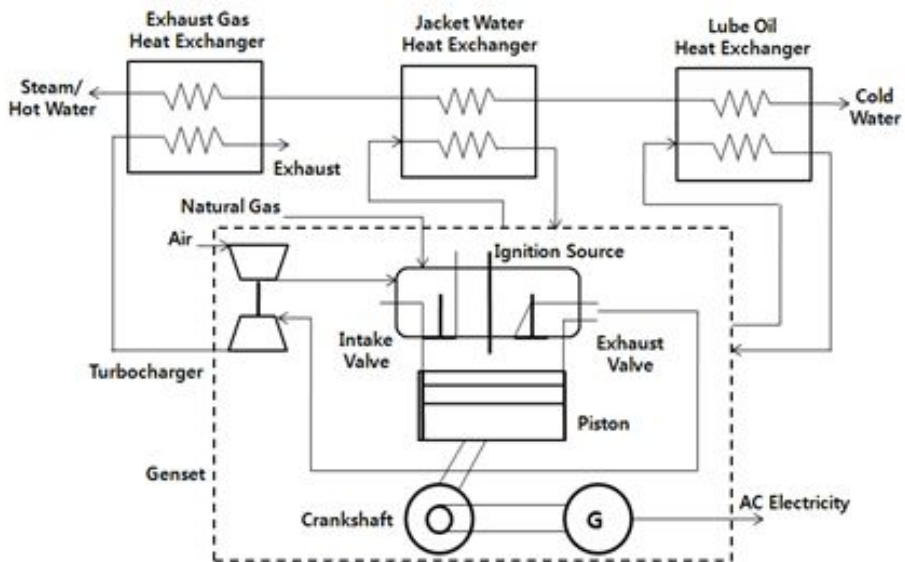 Exhaust Gas
Heat Exchanger
Jacket Water
Heat Exchanger
Lube Oil
Heat Exchanger
Steam/
Hot Water
Cold
Water
Exhaust
Natural Gas
Air
Ignition Source
Intake
Valve
Exhaust
Valve
Turbocharger
Piston
Genset
Crankshaft
G
AC Electricity